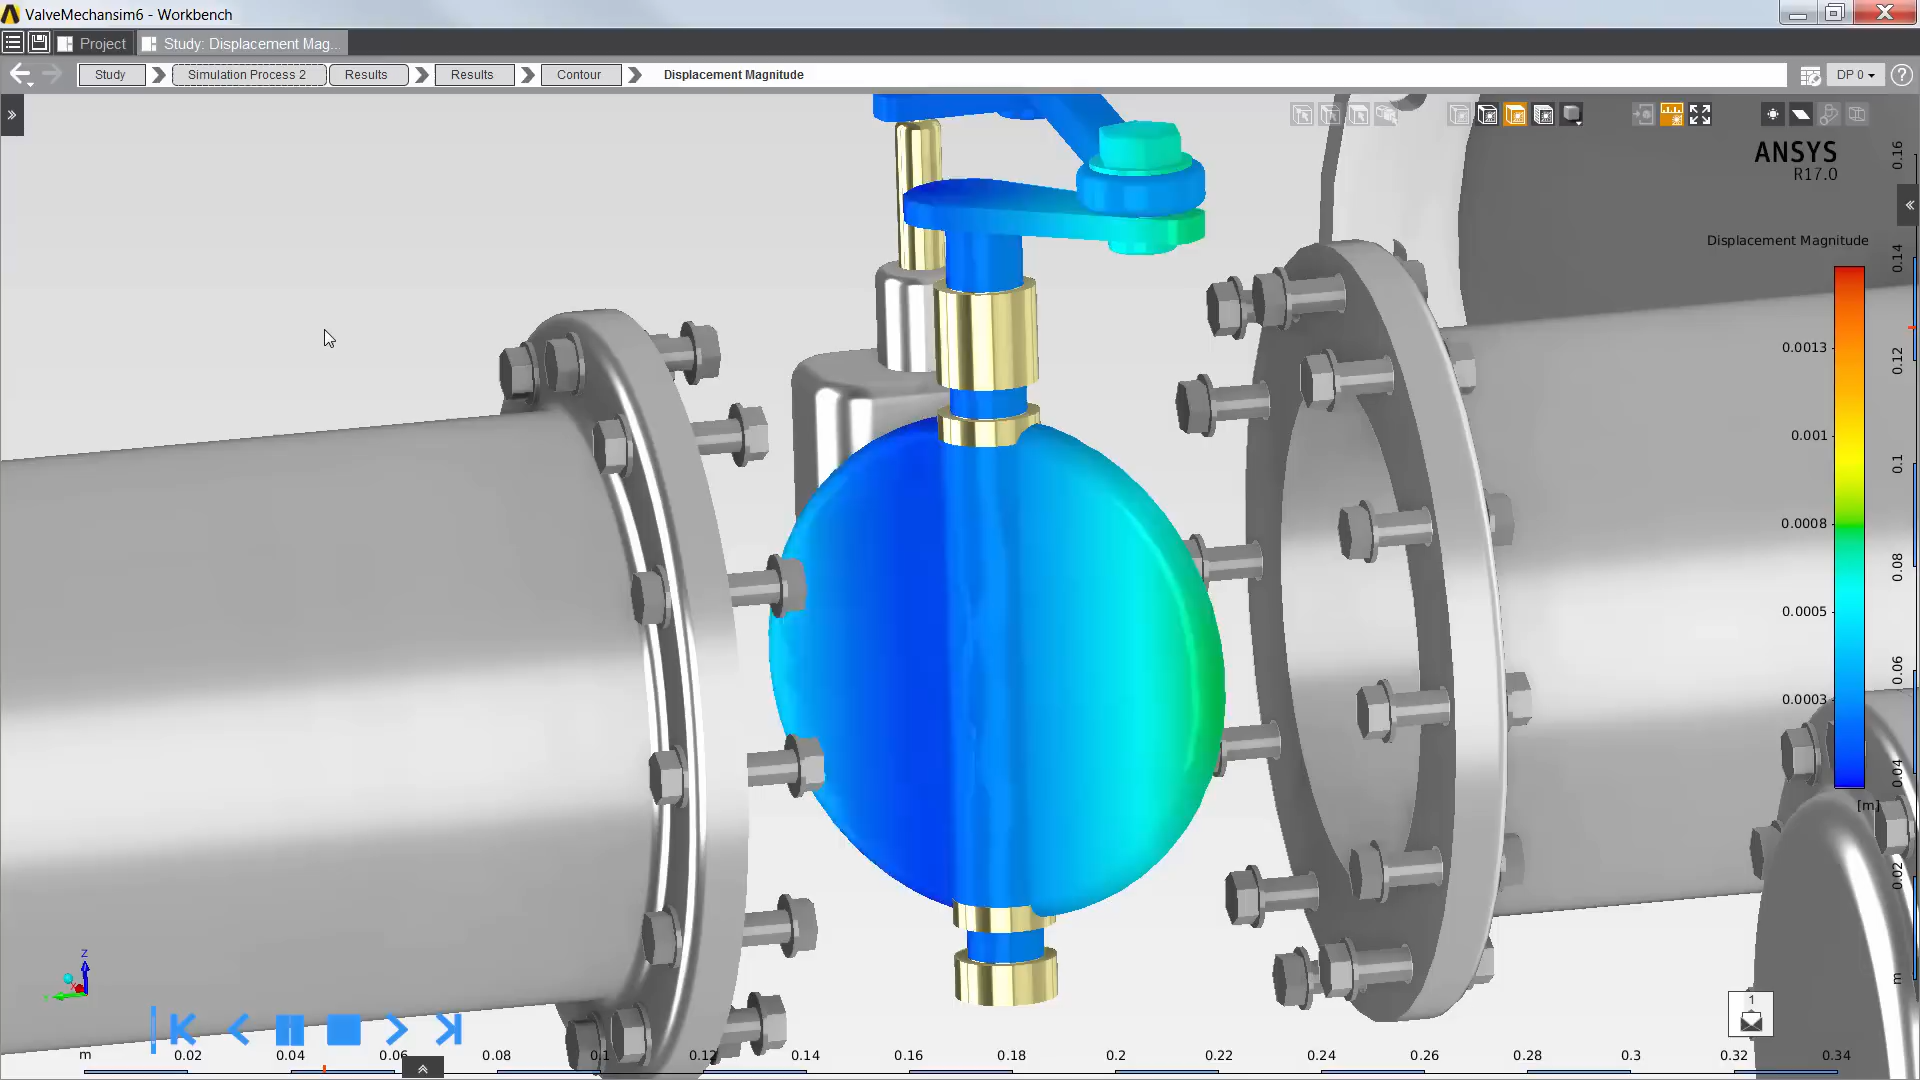 ValveMechansim6 - Workbench
Project
Study: Displacement Mag...
Study
Simulation Process 2
Results
Results
Contour
Displacement Magnitude
DP 0
?
ANSYS
R17.0
Displacement Magnitude
0.0013
0.001
0.0008
0.0005
0.0003
[m]
0.16
0.14
0.12
0.1
0.08
0.06
0.04
0.02
m
Z
Y
X
1
m
0.02
0.04
0.06
0.08
0.1
0.12
0.14
0.16
0.18
0.2
0.22
0.24
0.26
0.28
0.3
0.32
0.34